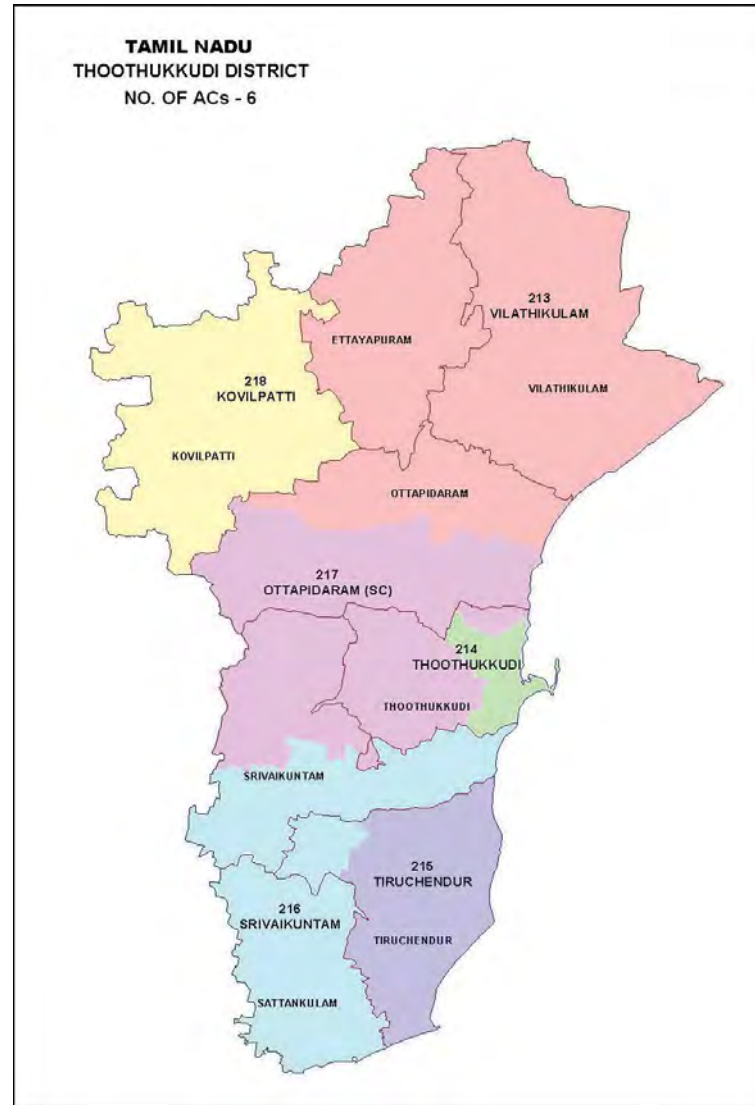 TAMIL NADU
THOOTHUKKUDI DISTRICT
NO. OF ACs - 6
213
VILATHIKULAM
ETTAYAPURAM
218
KOVILPATTI
VILATHIKULAM
KOVILPATTI
OTTAPIDARAM
217
OTTAPIDARAM (SC)
214
THOOTHUKKUDI
THOOTHUKKUDI
SRIVAIKUNTAM
215
TIRUCHENDUR
216
SRIVAIKUNTAM
TIRUCHENDUR
SATTANKULAM